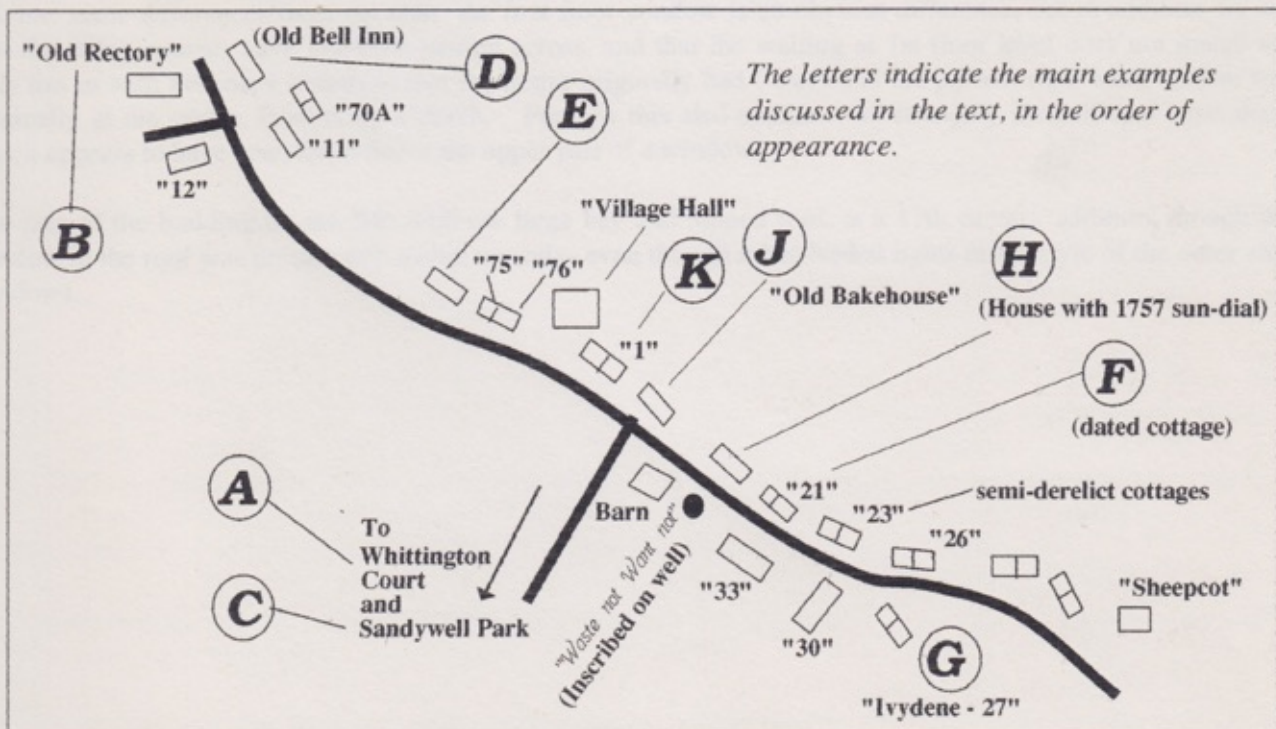 "Old Rectory"
(Old Bell Inn)
D
E
The letters indicate the main examples
discussed in the text, in the order of
appearance.
"70A"
"11"
"12"
B
"Village Hall"
K
J
H
"75" "76"
"Old Bakehouse"
(House with 1757 sun-dial)
"1"
F
(dated cottage)
A
"21"
"23"
semi-derelict cottages
Barn
"26"
To
Whittington
Court
and
Sandywell Park
C
"Waste not Want not"
(Inscribed on well)
"33"
"30"
"Sheepcot"
G
"Ivydene - 27"